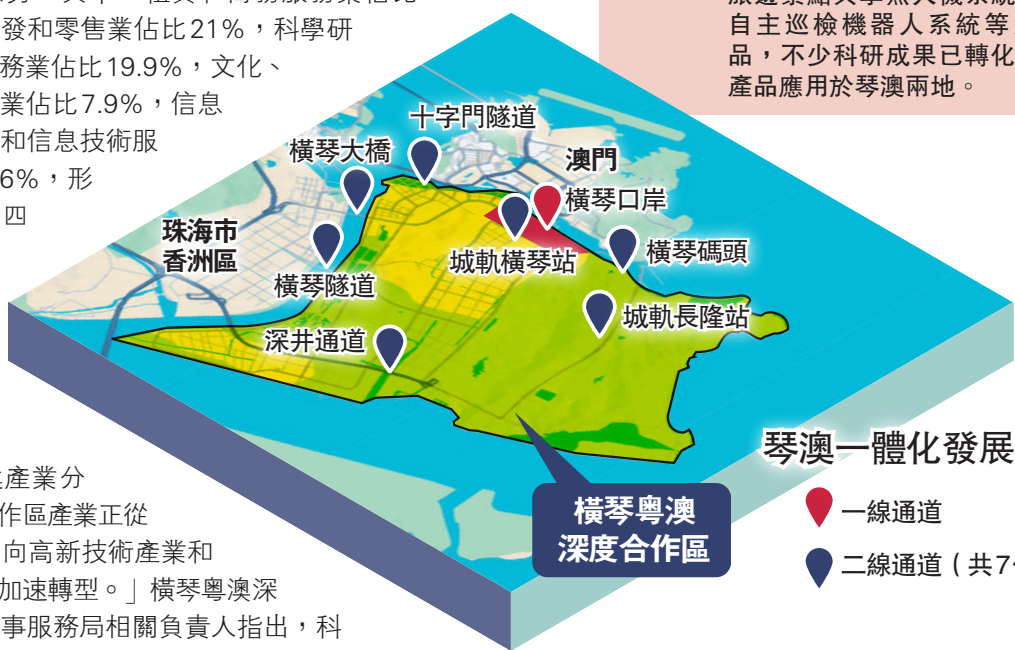 發和零售業佔比21%，科學研
務業佔比19.9%，文化、
業佔比7.9%，信息
和信息技術服
6%，形
四
自主巡檢機器人系統等
品，不少科研成果已轉化
產品應用於琴澳兩地。
十字門隧道
橫琴大橋
澳門
橫琴口岸
珠海市
香洲區
城軌橫琴站
橫琴碼頭
橫琴隧道
城軌長隆站
深井通道
橫琴粵澳
深度合作區
琴澳一體化發展
一線通道
二線通道（共7
產業分
作區產業正從
向高新技術產業和
加速轉型。」橫琴粵澳深
事服務局相關負責人指出，科